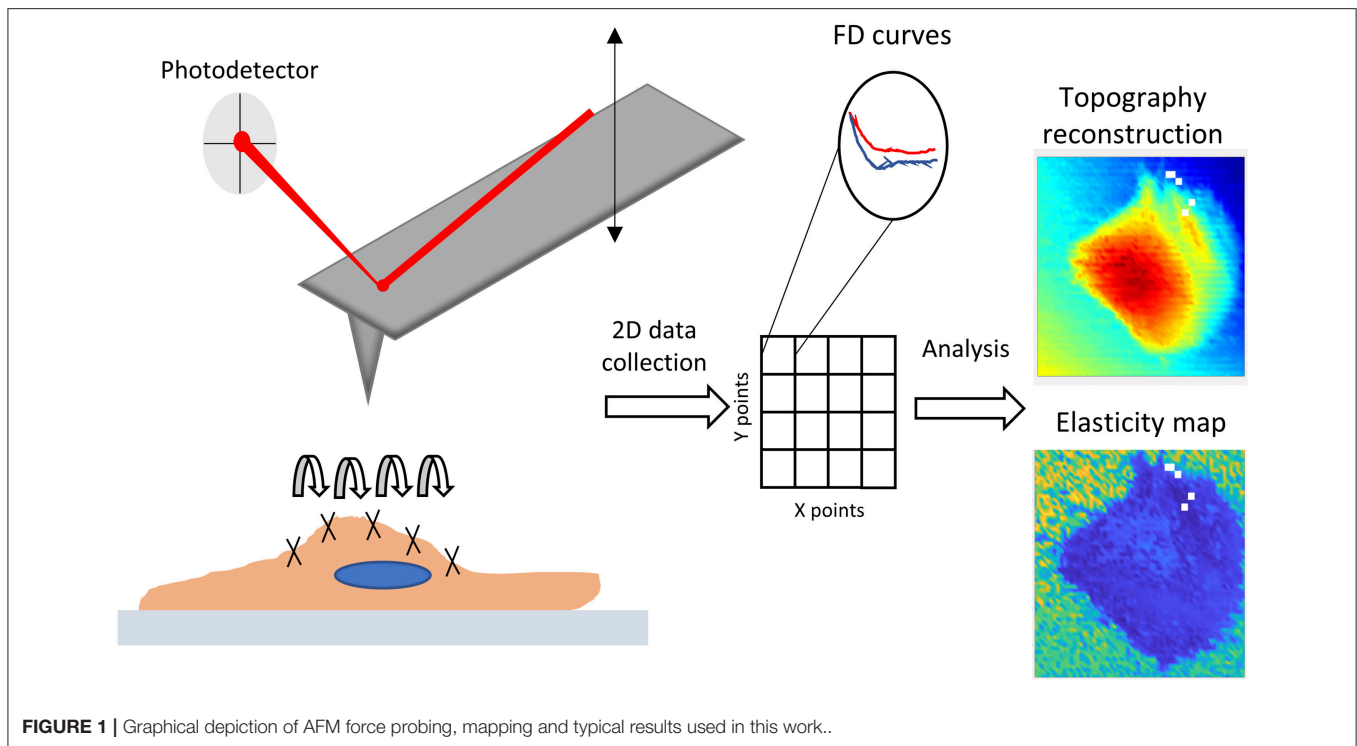 Photodetector
FD curves
Topography
reconstruction
2D data
collection
Analysis
Y points
X points
Elasticity map
FIGURE 1 | Graphical depiction of AFM force probing, mapping and typical results used in this work..